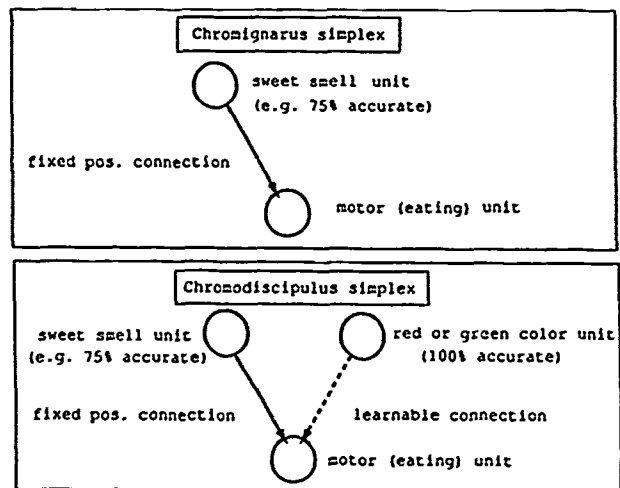 Chromignarus simplex
sweet smell unit
(e.g. 75% accurate)
fixed pos. connection
motor (eating) unit
Chromodiscipulus simplex
sweet smell unit
(e.g. 75% accurate)
red or green color unit
(100% accurate)
fixed pos. connection
learnable connection
motor (eating) unit